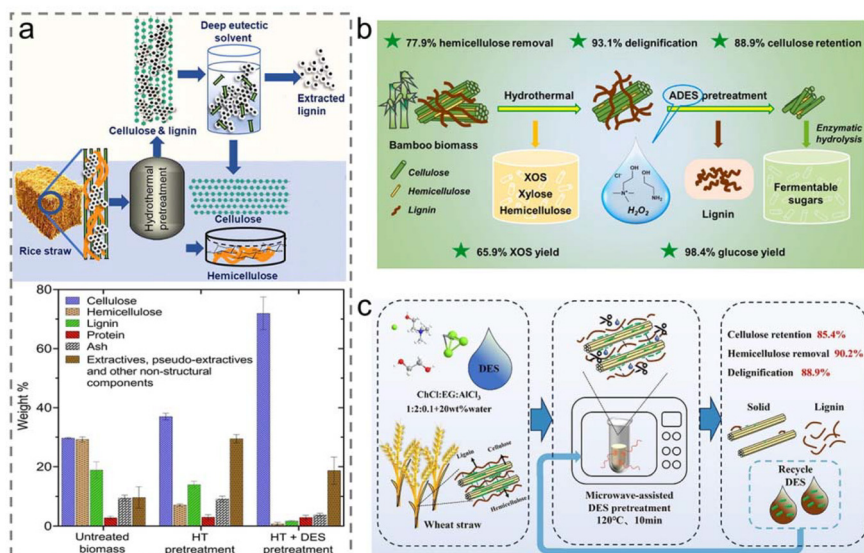 a
Deep eutectic
solvent
Extracted
lignin
Cellulose & lignin
Hydrothermal
pretreatment
Rice straw
Cellulose
Hemicellulose
80
60
40
20
0
Weight %
Cellulose
Hemicellulose
Lignin
Protein
Ash
Extractives, pseudo-extractives
and other non-structural
components
Untreated
biomass
HT
pretreatment
HT + DES
pretreatment
b
77.9% hemicellulose removal
93.1% delignification
88.9% cellulose retention
Hydrothermal
ADES pretreatment
Bamboo biomass
Cellulose
Hemicellulose
Lignin
XOS
Xylose
Hemicellulose
Cl⁻
OH
OH
N⁺
NH₂
H₂O₂
Lignin
Enzymatic
hydrolysis
Fermentable
sugars
65.9% XOS yield
98.4% glucose yield
c
DES
ChCl:EG:AlCl₃
1:2:0.1+20wt%water
Lignin
Cellulose
Hemicellulose
Wheat straw
Microwave-assisted
DES pretreatment
120°C、10min
Cellulose retention 85.4%
Hemicellulose removal 90.2%
Delignification 88.9%
Solid
Lignin
Recycle
DES